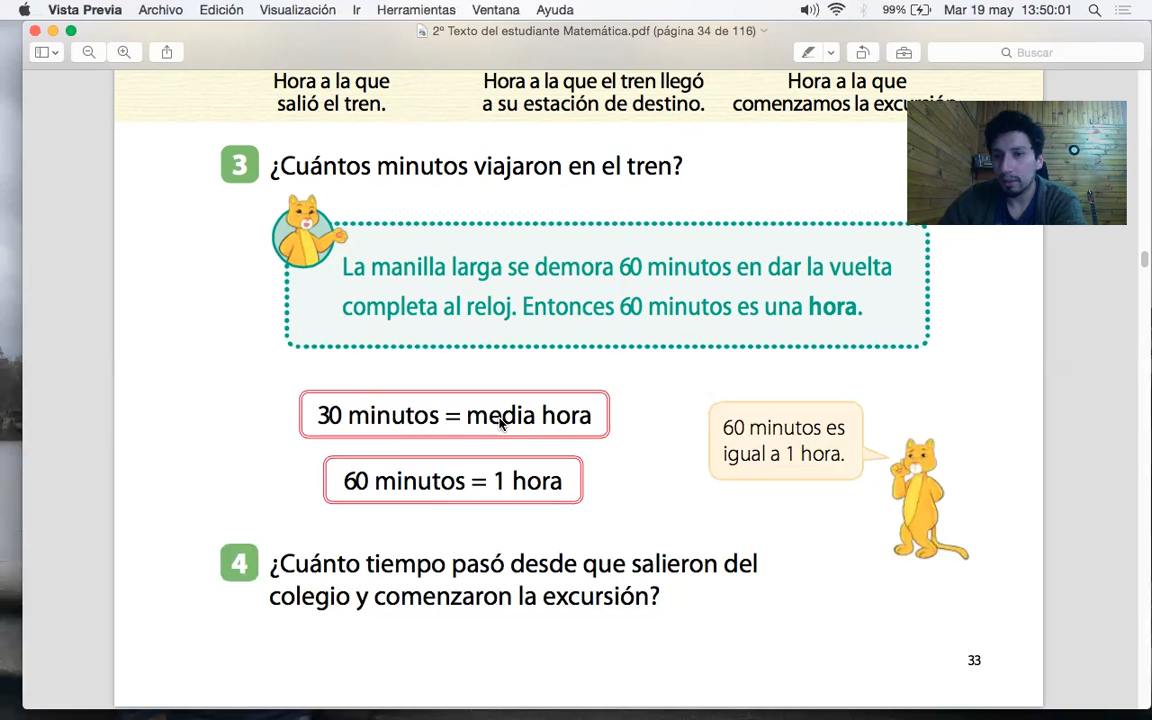 Vista Previa Archivo Edición Visualización Ir Herramientas Ventana Ayuda 99% Mar 19 may 13:50:01
2º Texto del estudiante Matemática.pdf (página 34 de 116)
Buscar
Hora a la que
salió el tren.
Hora a la que el tren llegó
a su estación de destino.
Hora a la que
comenzamos la excursión.
3 ¿Cuántos minutos viajaron en el tren?
La manilla larga se demora 60 minutos en dar la vuelta
completa al reloj. Entonces 60 minutos es una hora.
30 minutos = media hora
60 minutos = 1 hora
60 minutos es
igual a 1 hora.
4 ¿Cuánto tiempo pasó desde que salieron del
colegio y comenzaron la excursión?
33